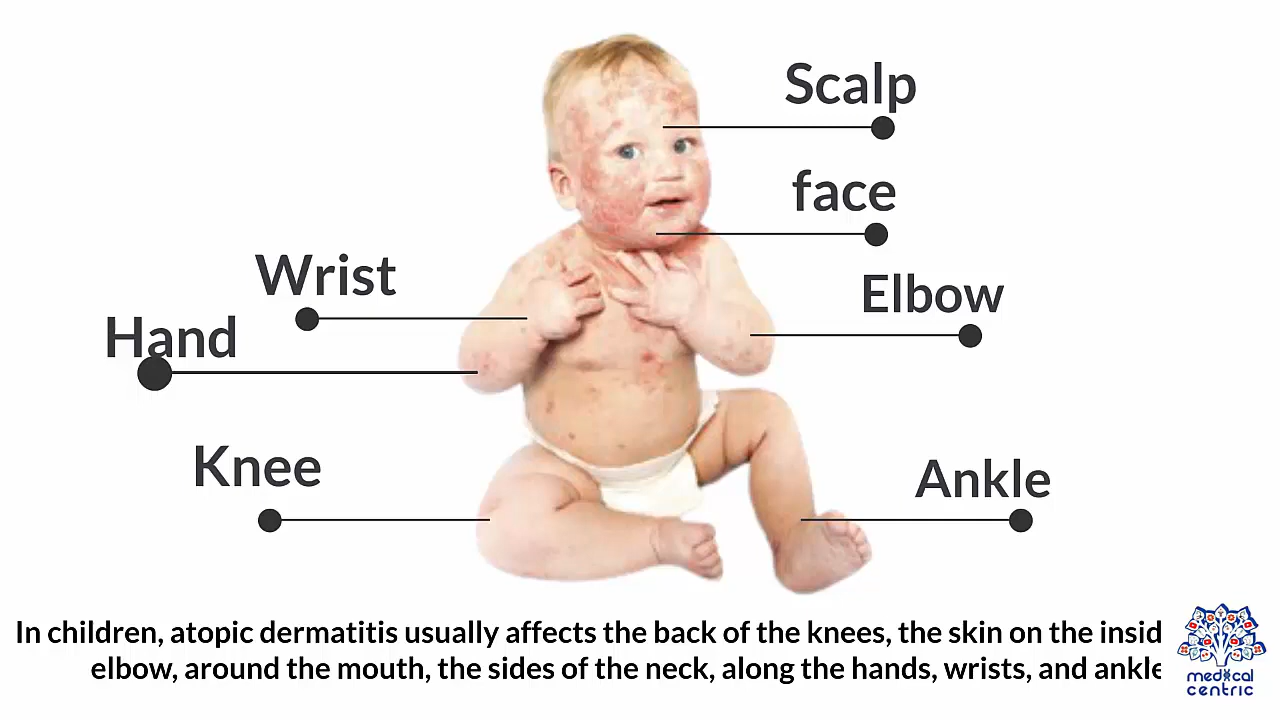 Scalp
face
Wrist
Elbow
Hand
Knee
Ankle
In children, atopic dermatitis usually affects the back of the knees, the skin on the insid
elbow, around the mouth, the sides of the neck, along the hands, wrists, and ankle
medical
centric